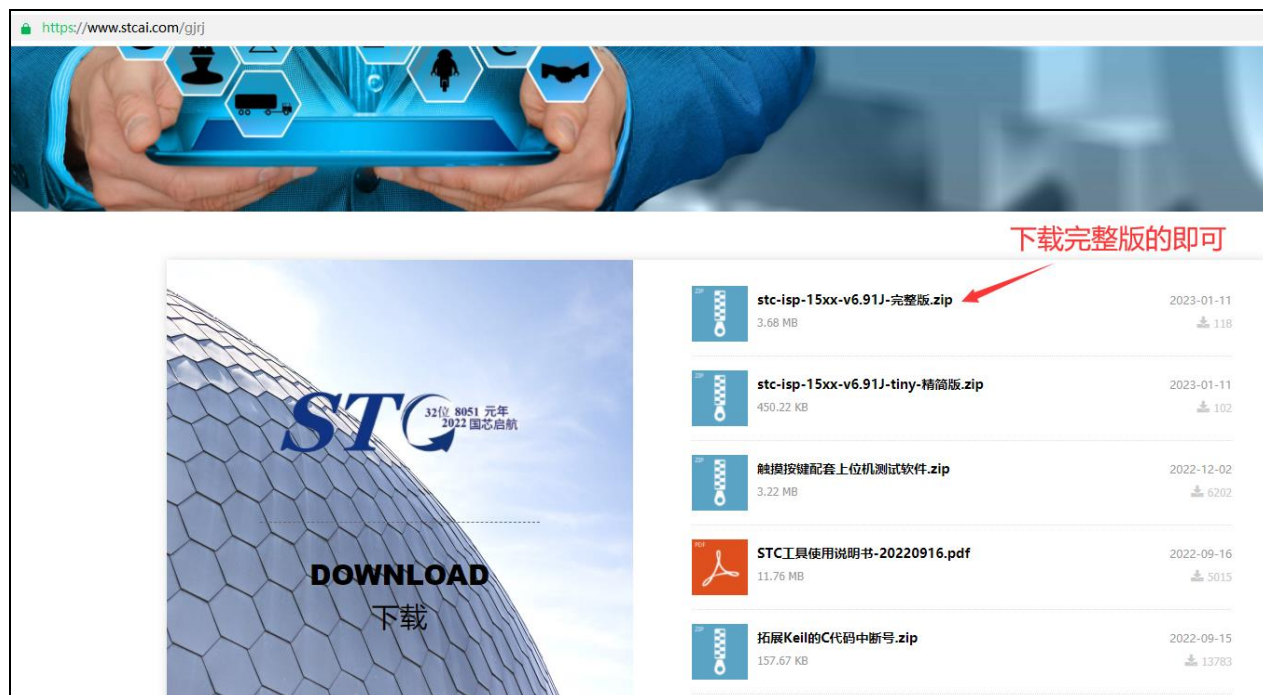 https://www.stcai.com/gjrj
下载完整版的即可
ZIP
stc-isp-15xx-v6.91J-完整版.zip
2023-01-11
3.68 MB
118
ZIP
stc-isp-15xx-v6.91J-tiny-精简版.zip
2023-01-11
450.22 KB
102
STC
32位 8051 元年
2022 国芯启航
ZIP
触摸按键配套上位机测试软件.zip
2022-12-02
3.22 MB
6202
DOWNLOAD
下载
PDF
STC工具使用说明书-20220916.pdf
2022-09-16
11.76 MB
5015
ZIP
拓展Keil的C代码中断号.zip
2022-09-15
157.67 KB
13783